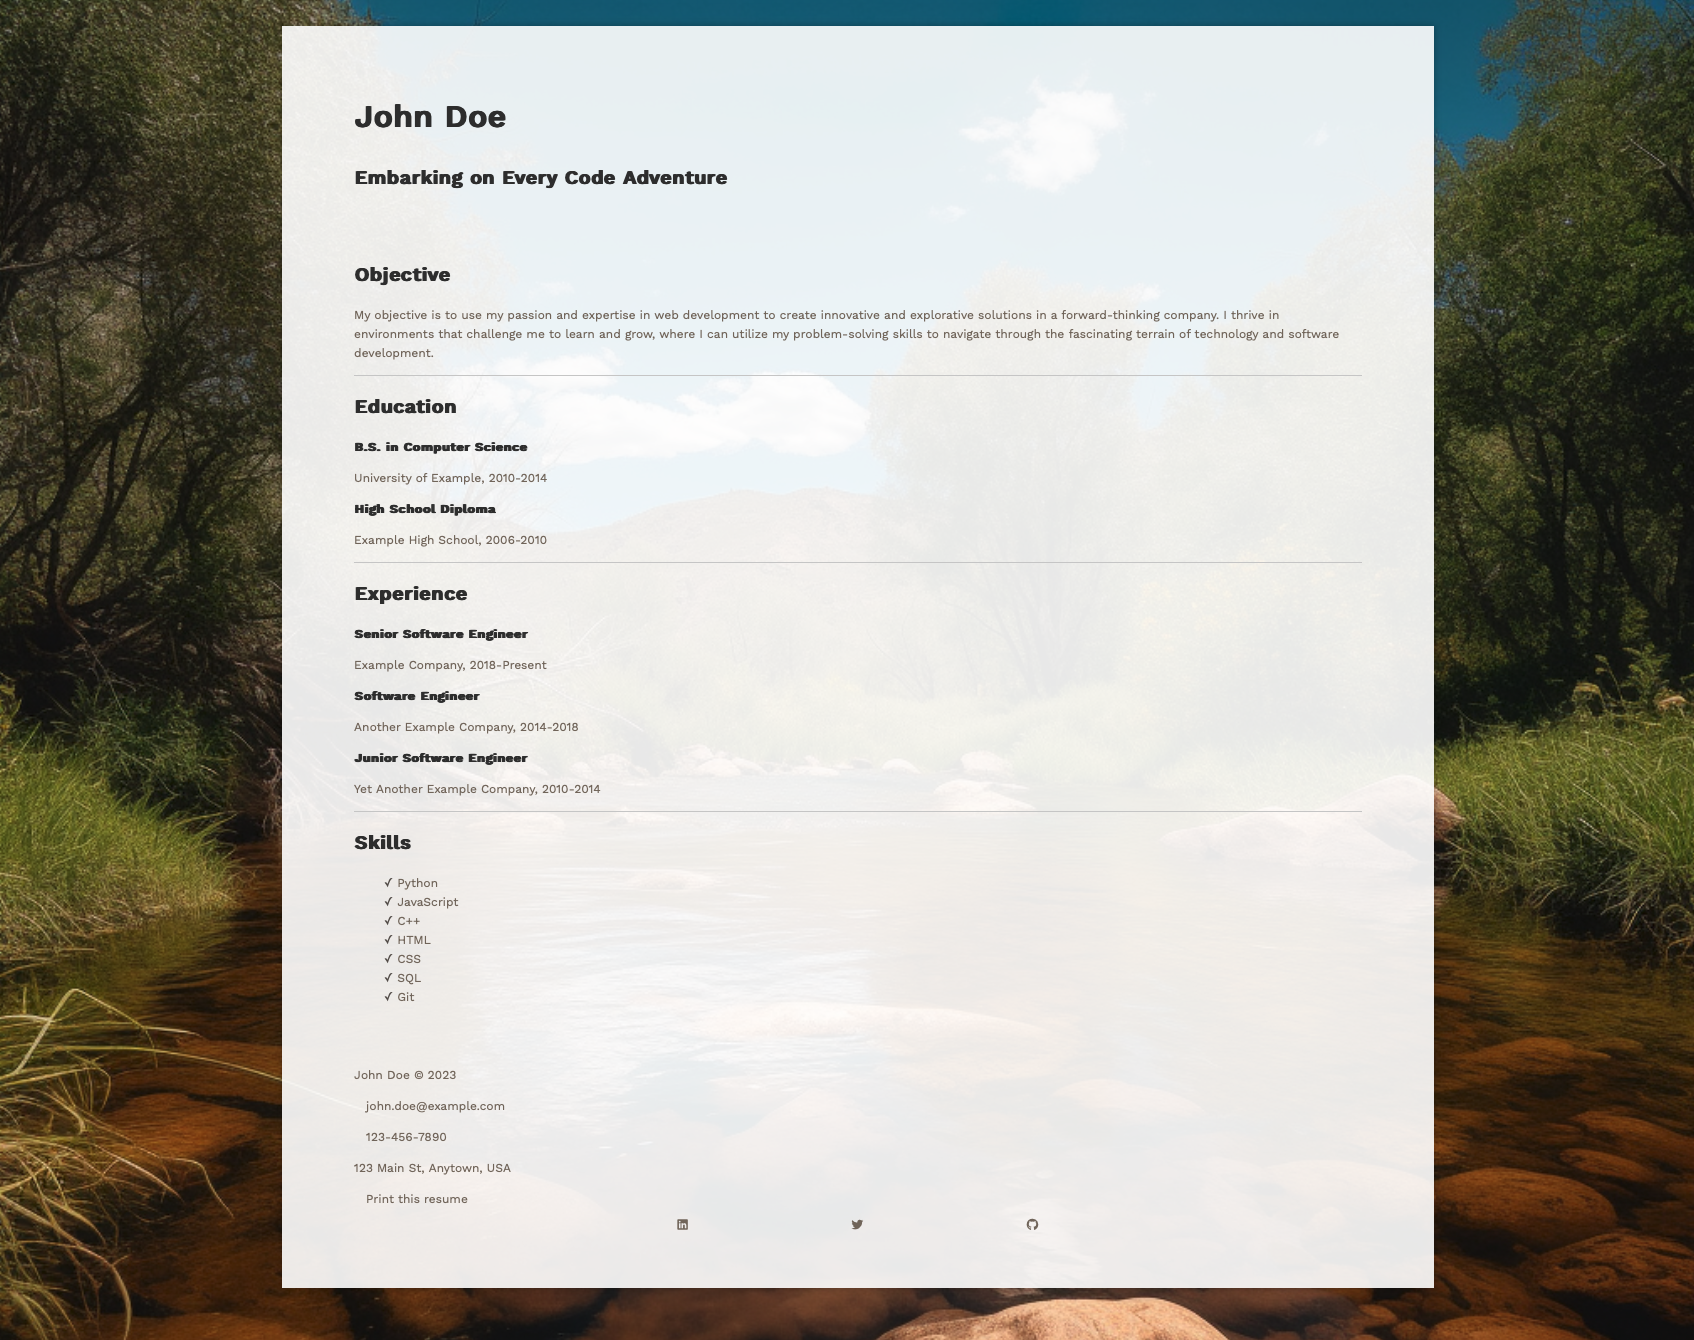 John Doe
Embarking on Every Code Adventure
Objective
My objective is to use my passion and expertise in web development to create innovative and explorative solutions in a forward-thinking company. I thrive in
environments that challenge me to learn and grow, where I can utilize my problem-solving skills to navigate through the fascinating terrain of technology and software
development.
Education
B.S. in Computer Science
University of Example, 2010-2014
High School Diploma
Example High School, 2006-2010
Experience
Senior Software Engineer
Example Company, 2018-Present
Software Engineer
Another Example Company, 2014-2018
Junior Software Engineer
Yet Another Example Company, 2010-2014
Skills
✓ Python
✓ JavaScript
✓ C++
✓ HTML
✓ CSS
✓ SQL
✓ Git
John Doe © 2023
john.doe@example.com
123-456-7890
123 Main St, Anytown, USA
Print this resume